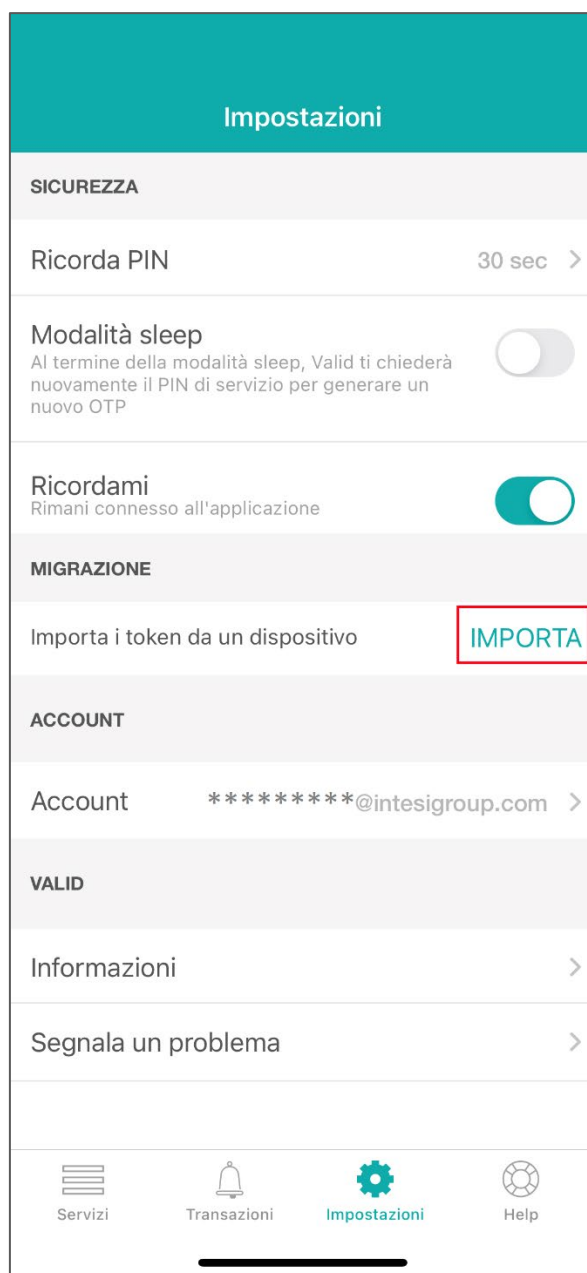 Impostazioni
SICUREZZA
Ricorda PIN 30 sec
Modalità sleep
Al termine della modalità sleep, Valid ti chiederà
nuovamente il PIN di servizio per generare un
nuovo OTP
Ricordami
Rimani connesso all'applicazione
MIGRAZIONE
Importa i token da un dispositivo IMPORTA
ACCOUNT
Account *********@intesigroup.com
VALID
Informazioni
Segnala un problema
Servizi Transazioni Impostazioni Help